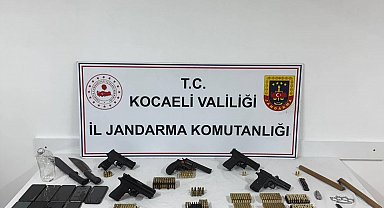 T.C.
KOCAELİ VALİLİĞİ
İL JANDARMA KOMUTANLIĞI